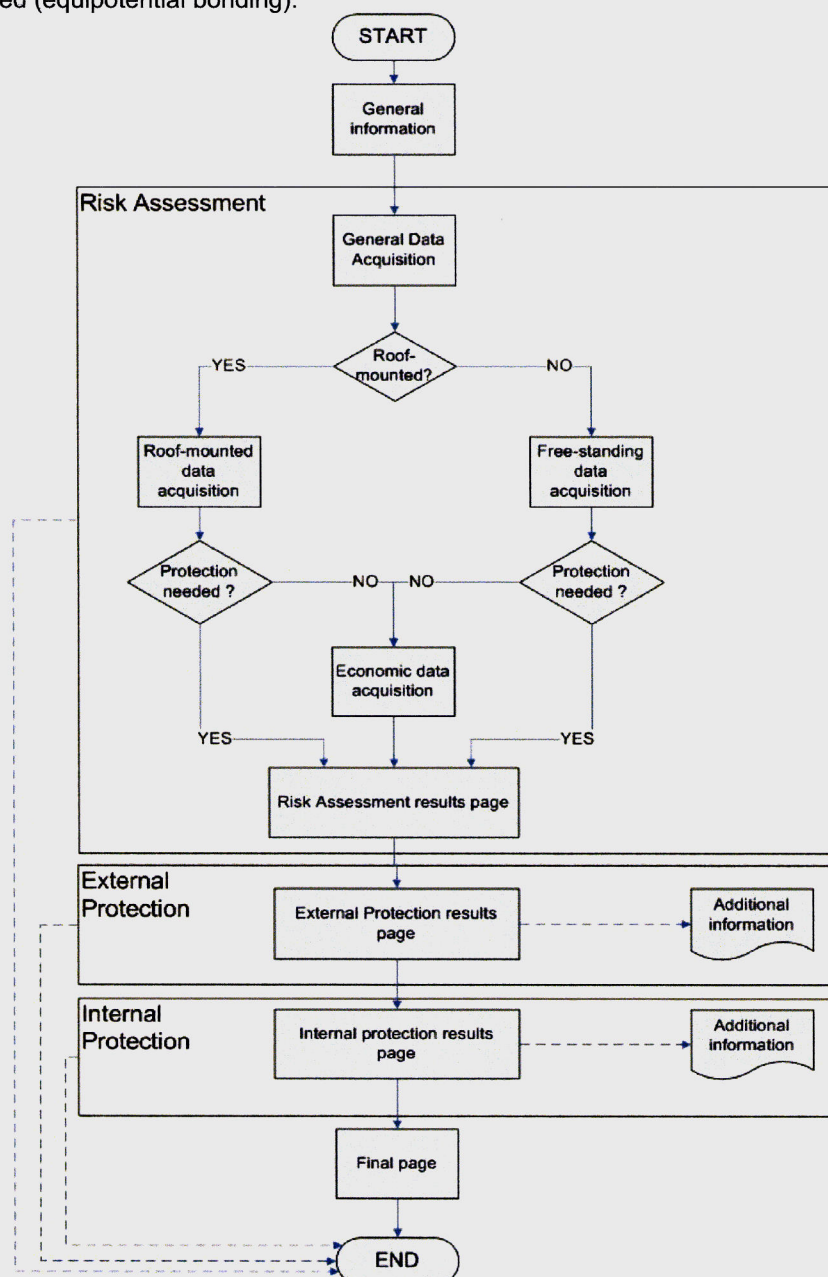 ed (equipotential bonding).
START
General
information
Risk Assessment
General Data
Acquisition
Roof-
mounted?
YES
NO
Roof-mounted
data
acquisition
Free-standing
data
acquisition
Protection
needed ?
NO
NO
Protection
needed ?
Economic data
acquisition
YES
YES
Risk Assessment results page
External
Protection
External Protection results
page
Additional
information
Internal
Protection
Internal protection results
page
Additional
information
Final page
END